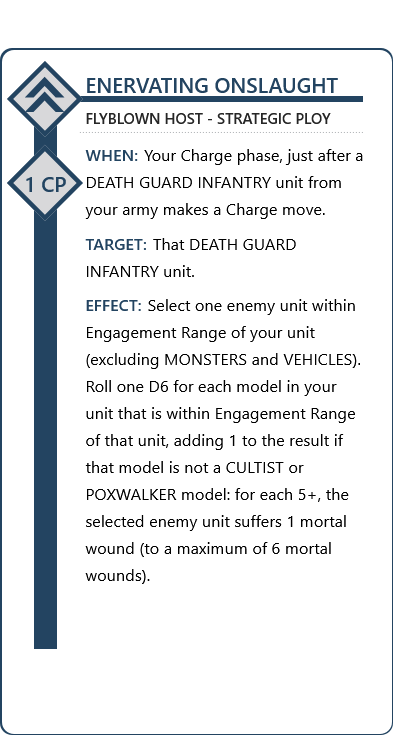 ENERVATING ONSLAUGHT
FLYBLOWN HOST - STRATEGIC PLOY
1 CP
WHEN: Your Charge phase, just after a
DEATH GUARD INFANTRY unit from
your army makes a Charge move.
TARGET: That DEATH GUARD
INFANTRY unit.
EFFECT: Select one enemy unit within
Engagement Range of your unit
(excluding MONSTERS and VEHICLES).
Roll one D6 for each model in your
unit that is within Engagement Range
of that unit, adding 1 to the result if
that model is not a CULTIST or
POXWALKER model: for each 5+, the
selected enemy unit suffers 1 mortal
wound (to a maximum of 6 mortal
wounds).